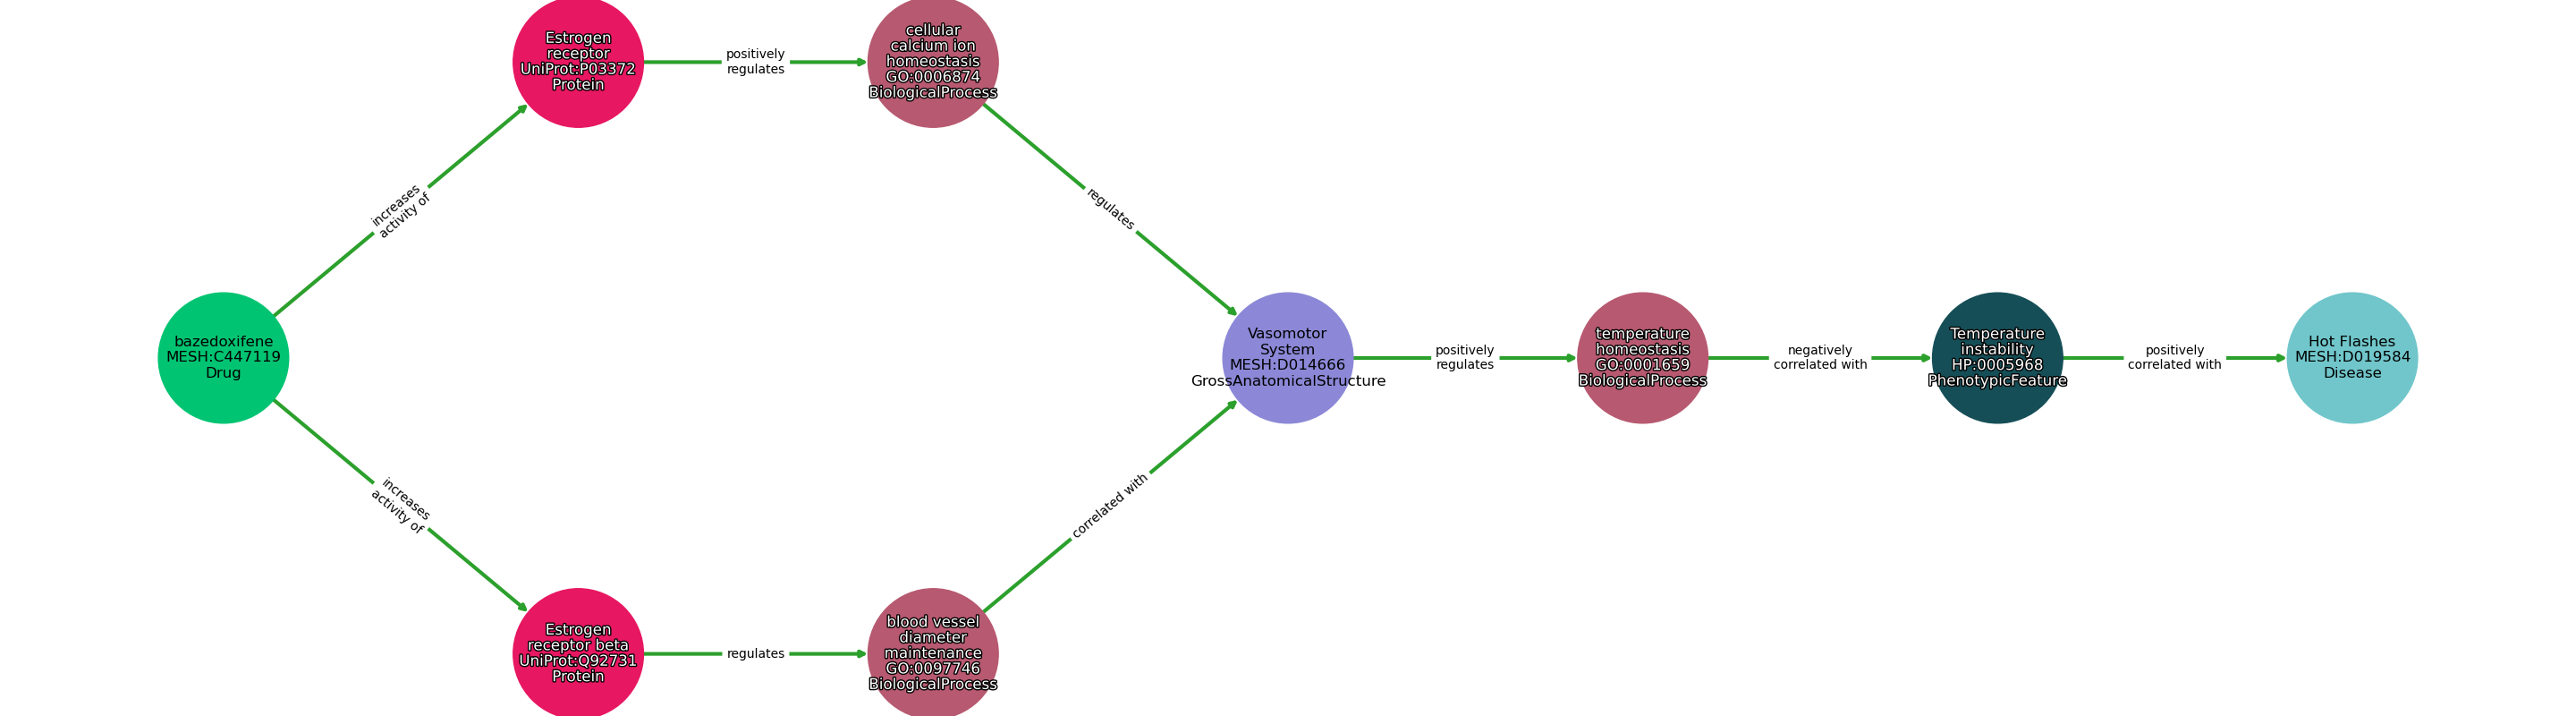 Estrogen
receptor
UniProt:P03372
Protein
positively
regulates
cellular
calcium ion
homeostasis
GO:0006874
BiologicalProcess
increases
activity of
regulates
bazedoxifene
MESH:C447119
Drug
Vasomotor
System
MESH:D014666
GrossAnatomicalStructure
positively
regulates
temperature
homeostasis
GO:0001659
BiologicalProcess
negatively
correlated with
Temperature
instability
HP:0005968
PhenotypicFeature
positively
correlated with
Hot Flashes
MESH:D019584
Disease
increases
activity of
correlated with
Estrogen
receptor beta
UniProt:Q92731
Protein
regulates
blood vessel
diameter
maintenance
GO:0097746
BiologicalProcess